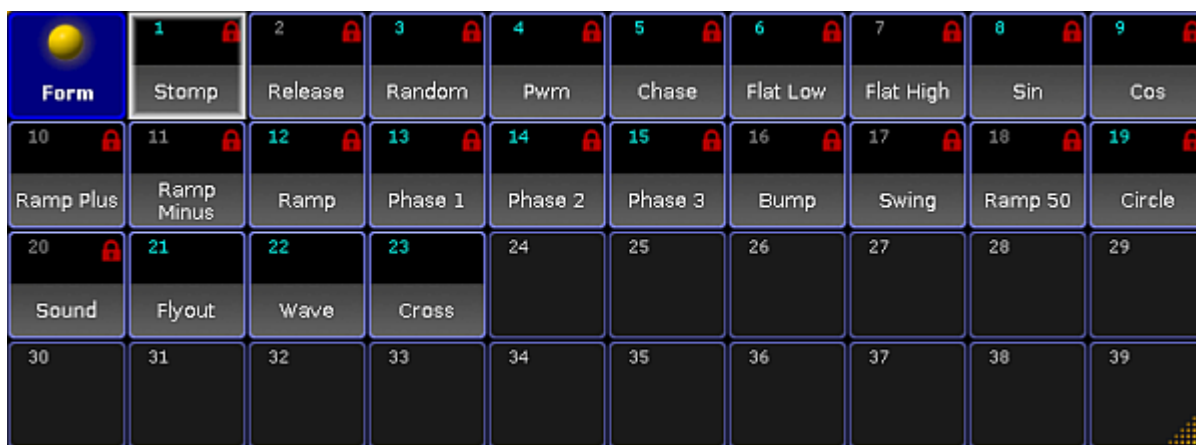 1 2 3 4 5 6 7 8 9
Form Stomp Release Random Pwm Chase Flat Low Flat High Sin Cos
10 11 12 13 14 15 16 17 18 19
Ramp Plus Ramp Minus Ramp Phase 1 Phase 2 Phase 3 Bump Swing Ramp 50 Circle
20 21 22 23 24 25 26 27 28 29
Sound Flyout Wave Cross
30 31 32 33 34 35 36 37 38 39